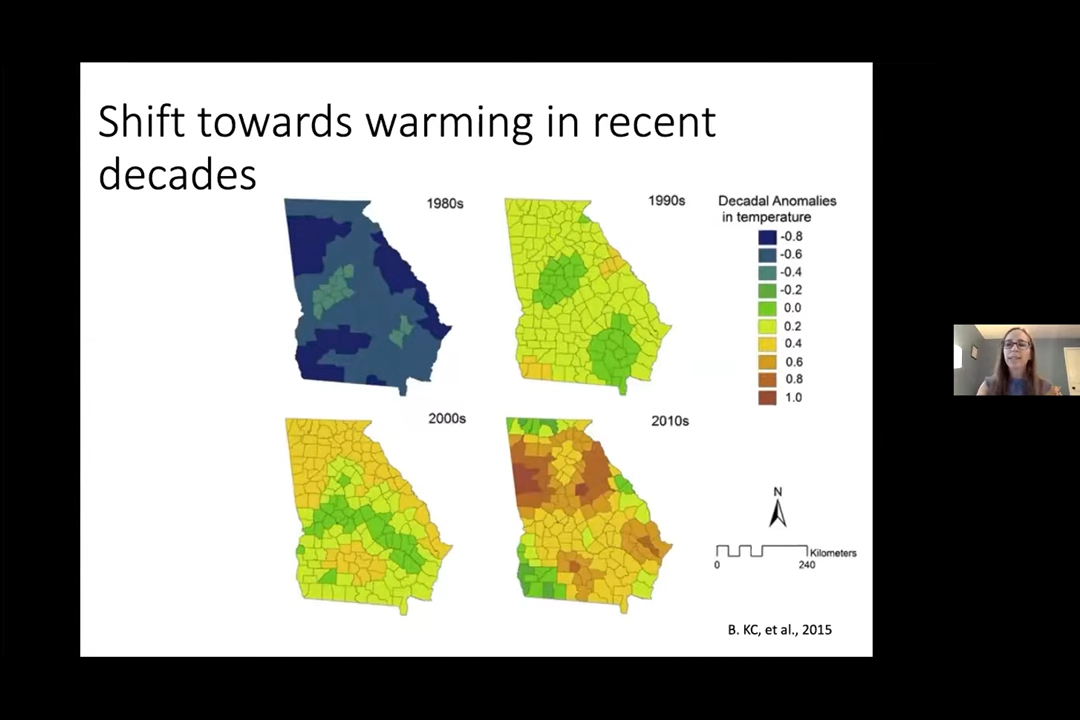 Shift towards warming in recent
decades
1980s
1990s
2000s
2010s
Decadal Anomalies
in temperature
-0.8
-0.6
-0.4
-0.2
0.0
0.2
0.4
0.6
0.8
1.0
N
Kilometers
0 240
B. KC, et al., 2015